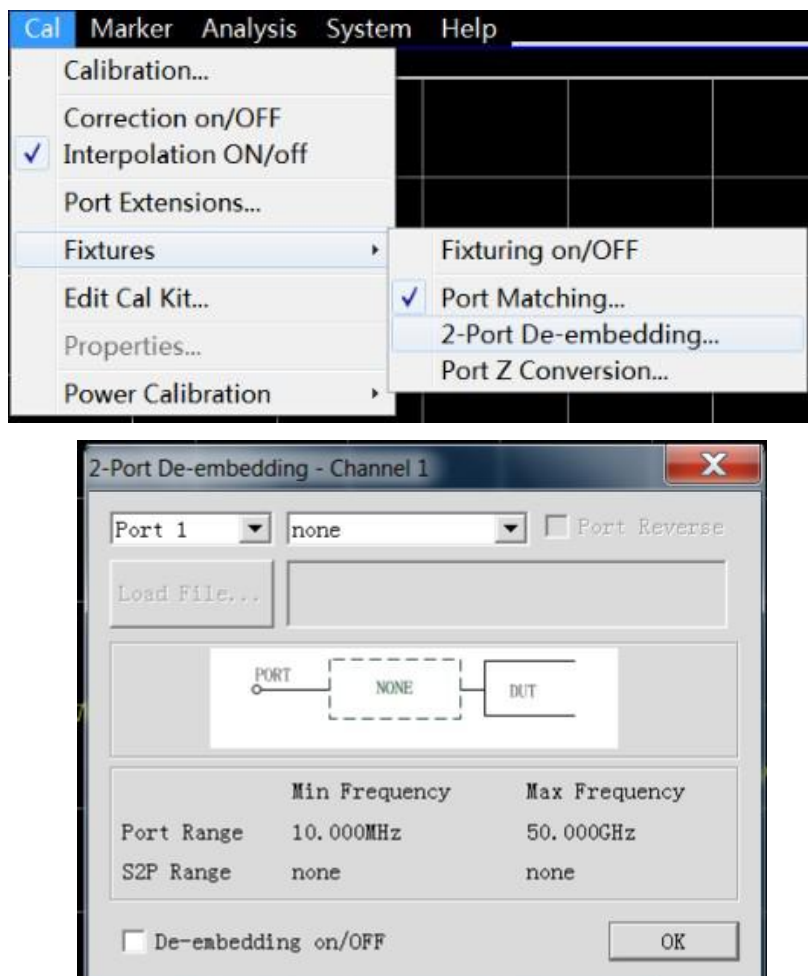 Cal Marker Analysis System Help
Calibration...
Correction on/OFF
Interpolation ON/off
Port Extensions...
Fixtures
Edit Cal Kit...
Properties...
Power Calibration
Fixturing on/OFF
Port Matching...
2-Port De-embedding...
Port Z Conversion...
2-Port De-embedding - Channel 1
Port 1 none Port Reverse
Load File...
PORT NONE DUT
Min Frequency Max Frequency
Port Range 10.000MHz 50.000GHz
S2P Range none none
De-embedding on/OFF OK